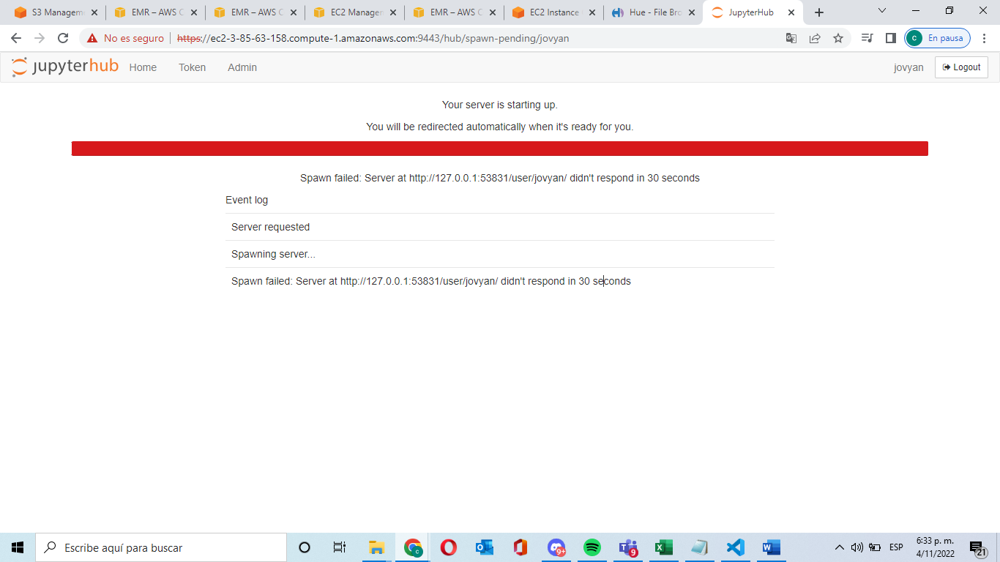 S3 Managem
EMR – AWS C
EMR – AWS C
EC2 Managem
EMR – AWS C
EC2 Instance
Hue - File Bro
JupyterHub
No es seguro
https://ec2-3-85-63-158.compute-1.amazonaws.com:9443/hub/spawn-pending/jovyan
C En pausa
jupyterhub Home Token Admin jovyan Logout
Your server is starting up.
You will be redirected automatically when it's ready for you.
Spawn failed: Server at http://127.0.0.1:53831/user/jovyan/ didn't respond in 30 seconds
Event log
Server requested
Spawning server...
Spawn failed: Server at http://127.0.0.1:53831/user/jovyan/ didn't respond in 30 seconds
Escribe aquí para buscar
C
9+
9
ESP
6:33 p. m.
4/11/2022
21